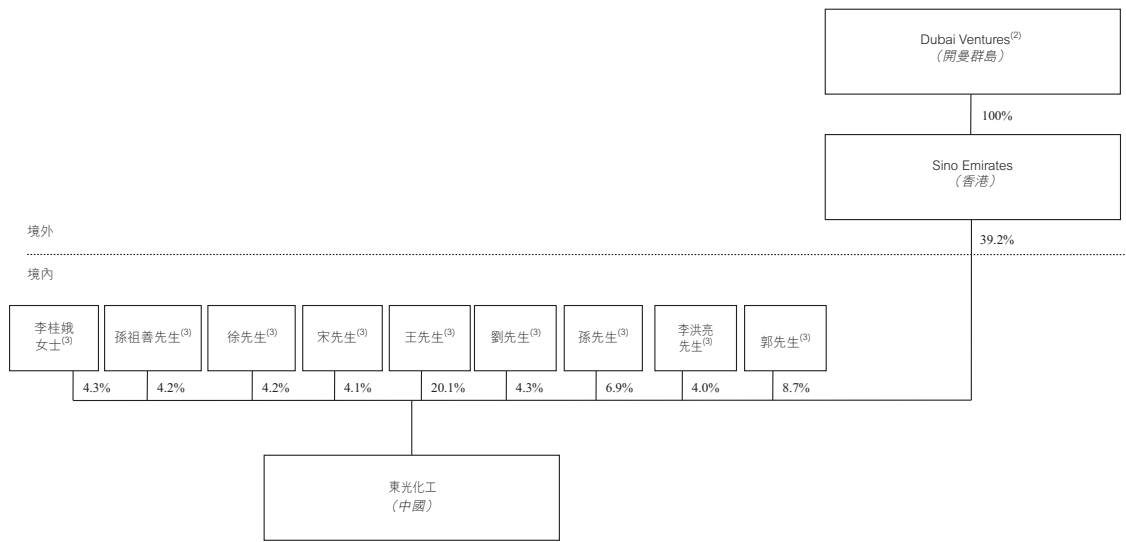 Dubai Ventures(2)
（開曼群島）
100%
Sino Emirates
（香港）
境外
39.2%
境內
李桂娥
女士(3)
孫祖善先生(3)
徐先生(3)
宋先生(3)
王先生(3)
劉先生(3)
孫先生(3)
李洪亮
先生(3)
郭先生(3)
4.3%
4.2%
4.2%
4.1%
20.1%
4.3%
6.9%
4.0%
8.7%
東光化工
（中國）